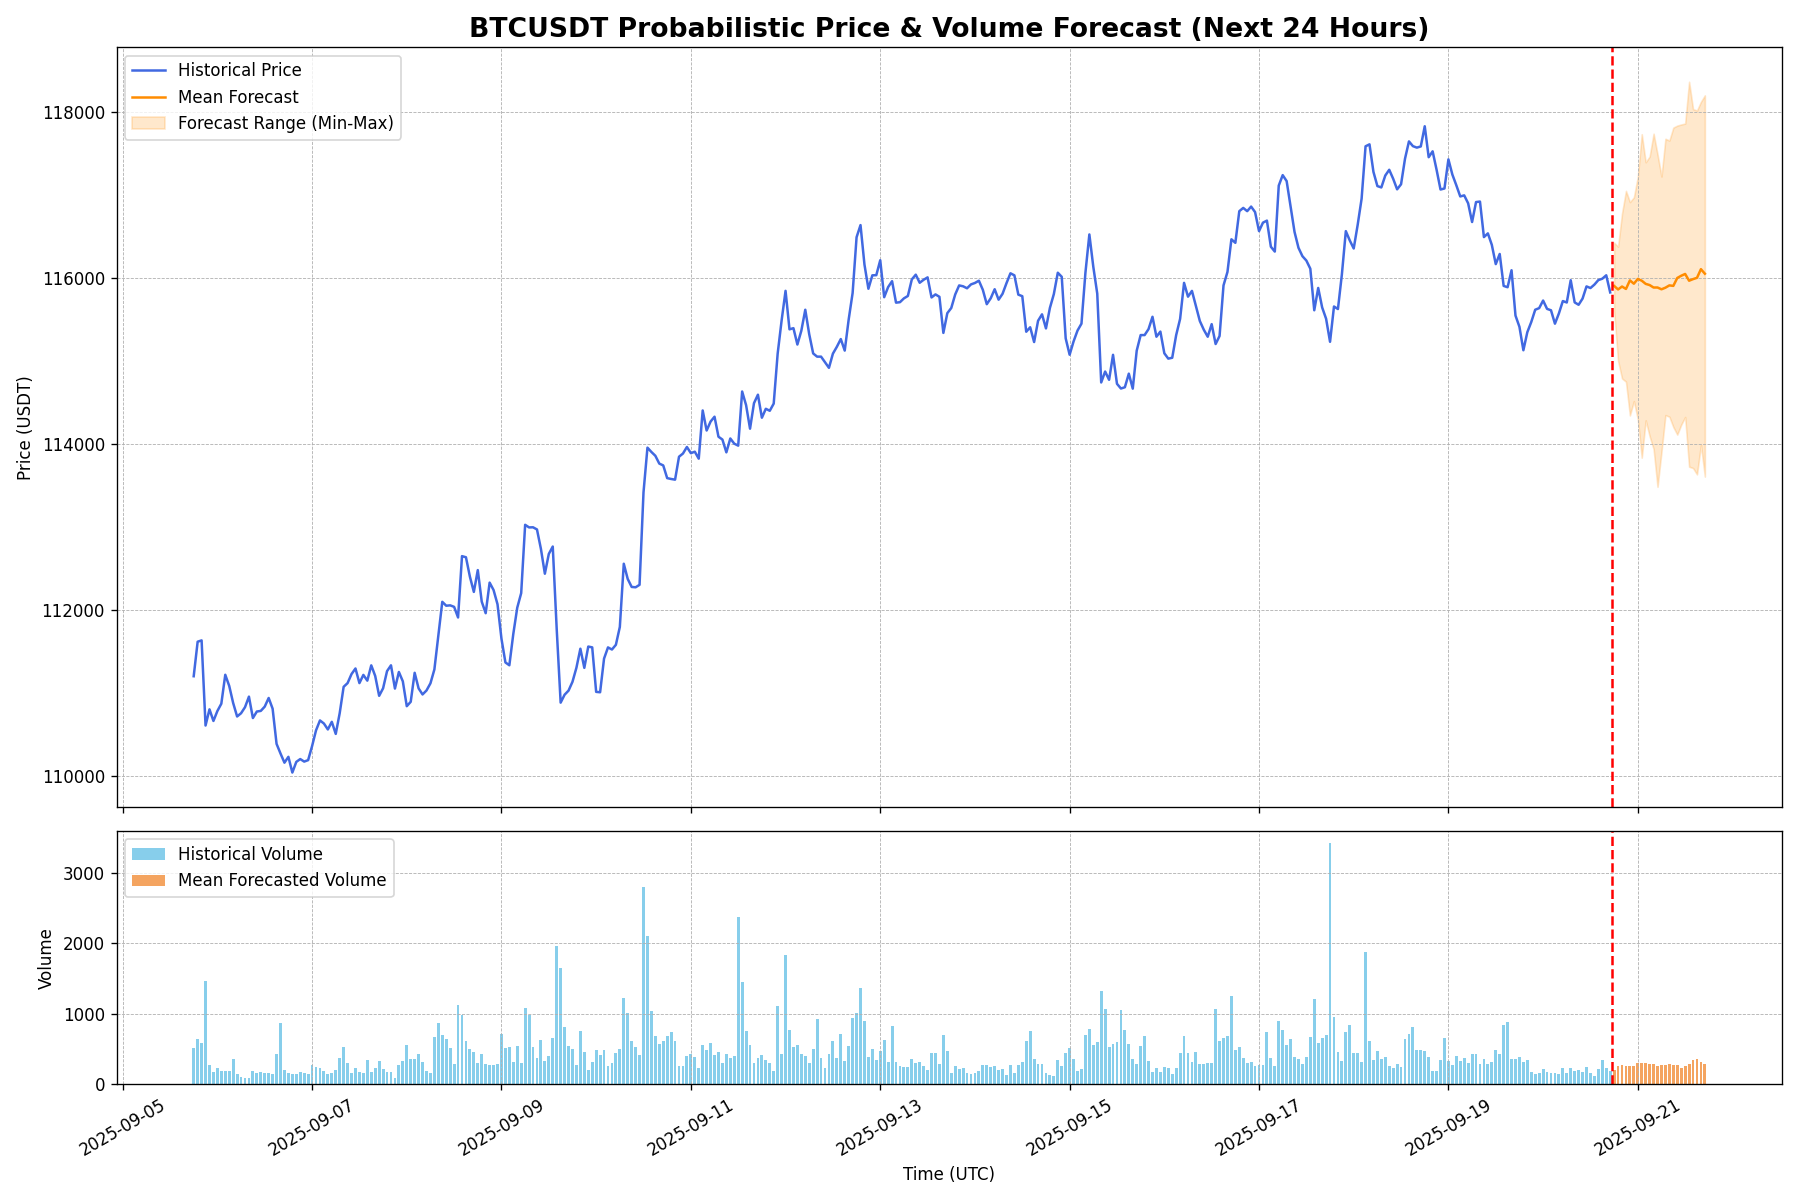 BTCUSDT Probabilistic Price & Volume Forecast (Next 24 Hours)
Historical Price
Mean Forecast
Forecast Range (Min-Max)
118000
116000
114000
112000
110000
Price (USDT)
Historical Volume
Mean Forecasted Volume
3000
2000
1000
0
Volume
2025-09-05
2025-09-07
2025-09-09
2025-09-11
2025-09-13
2025-09-15
2025-09-17
2025-09-19
2025-09-21
Time (UTC)